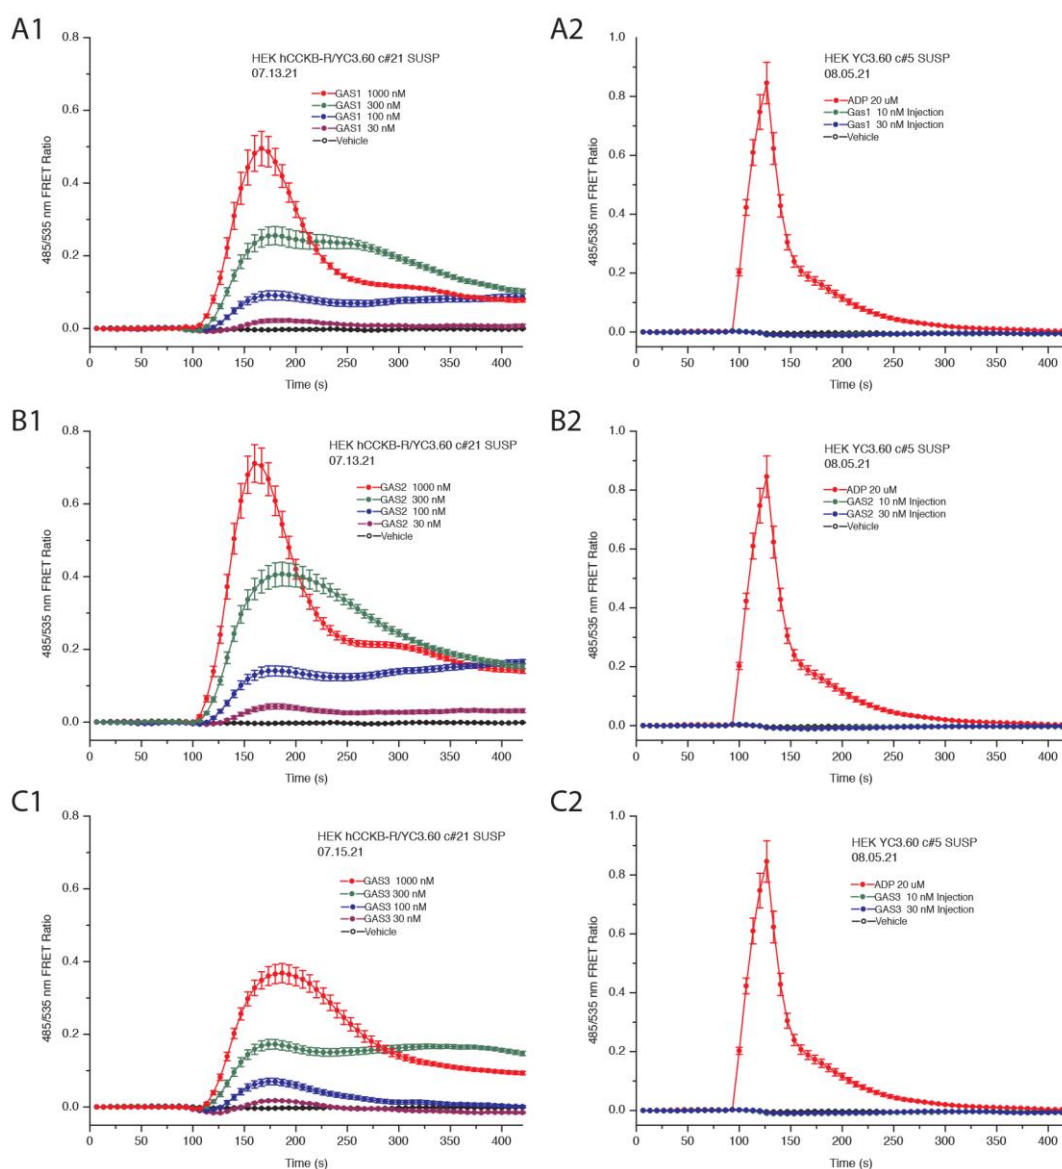 A1
0.8
0.6
0.4
0.2
0.0
485/535 nm FRET Ratio
HEK hCCKB-R/YC3.60 c#21 SUSP
07.13.21
GAS1 1000 nM
GAS1 300 nM
GAS1 100 nM
GAS1 30 nM
Vehicle
0 50 100 150 200 250 300 350 400
Time (s)
A2
1.0
0.8
0.6
0.4
0.2
0.0
485/535 nm FRET Ratio
HEK YC3.60 c#5 SUSP
08.05.21
ADP 20 uM
Gas1 10 nM Injection
Gas1 30 nM Injection
Vehicle
0 50 100 150 200 250 300 350 400
Time (s)
B1
0.8
0.6
0.4
0.2
0.0
485/535 nm FRET Ratio
HEK hCCKB-R/YC3.60 c#21 SUSP
07.13.21
GAS2 1000 nM
GAS2 300 nM
GAS2 100 nM
GAS2 30 nM
Vehicle
0 50 100 150 200 250 300 350 400
Time (s)
B2
1.0
0.8
0.6
0.4
0.2
0.0
485/535 nm FRET Ratio
HEK YC3.60 c#5 SUSP
08.05.21
ADP 20 uM
GAS2 10 nM Injection
GAS2 30 nM Injection
Vehicle
0 50 100 150 200 250 300 350 400
Time (s)
C1
0.8
0.6
0.4
0.2
0.0
485/535 nm FRET Ratio
HEK hCCKB-R/YC3.60 c#21 SUSP
07.15.21
GAS3 1000 nM
GAS3 300 nM
GAS3 100 nM
GAS3 30 nM
Vehicle
0 50 100 150 200 250 300 350 400
Time (s)
C2
1.0
0.8
0.6
0.4
0.2
0.0
485/535 nm FRET Ratio
HEK YC3.60 c#5 SUSP
08.05.21
ADP 20 uM
GAS3 10 nM Injection
GAS3 30 nM Injection
Vehicle
0 50 100 150 200 250 300 350 400
Time (s)